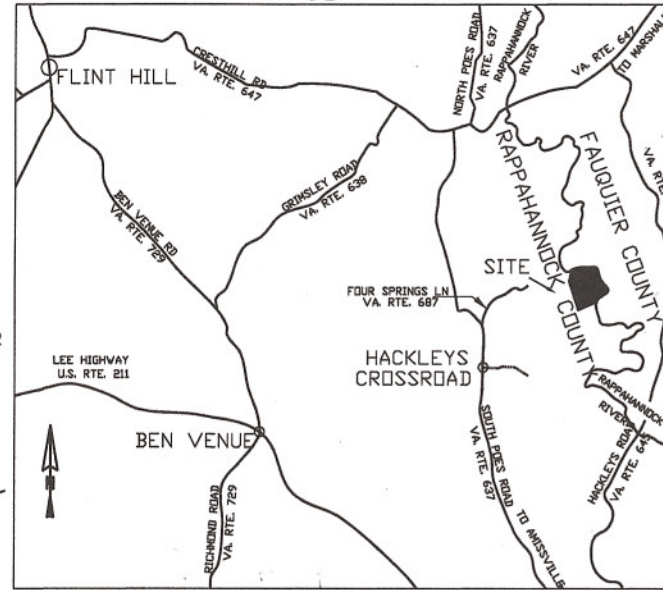 NORTH POES ROAD
VA. RTE. 637
RAPPAHANNOCK
RIVER
VA. RTE. 647
TO MARSHALL
CRESTHILL RD
VA. RTE. 647
FLINT HILL
GRIMSLEY ROAD
VA. RTE. 638
BEN VENUE RD
VA. RTE. 729
FAUQUIER COUNTY
RAPPAHANNOCK COUNTY
SITE
FOUR SPRINGS LN
VA. RTE. 687
LEE HIGHWAY
U.S. RTE. 211
HACKLEYS
CROSSROAD
RAPPAHANNOCK
RIVER
HACKLEYS ROAD
VA. RTE. 645
BEN VENUE
SOUTH POE'S ROAD TO AMISSVILLE
VA. RTE. 637
N
RICHMOND ROAD
VA. RTE. 729